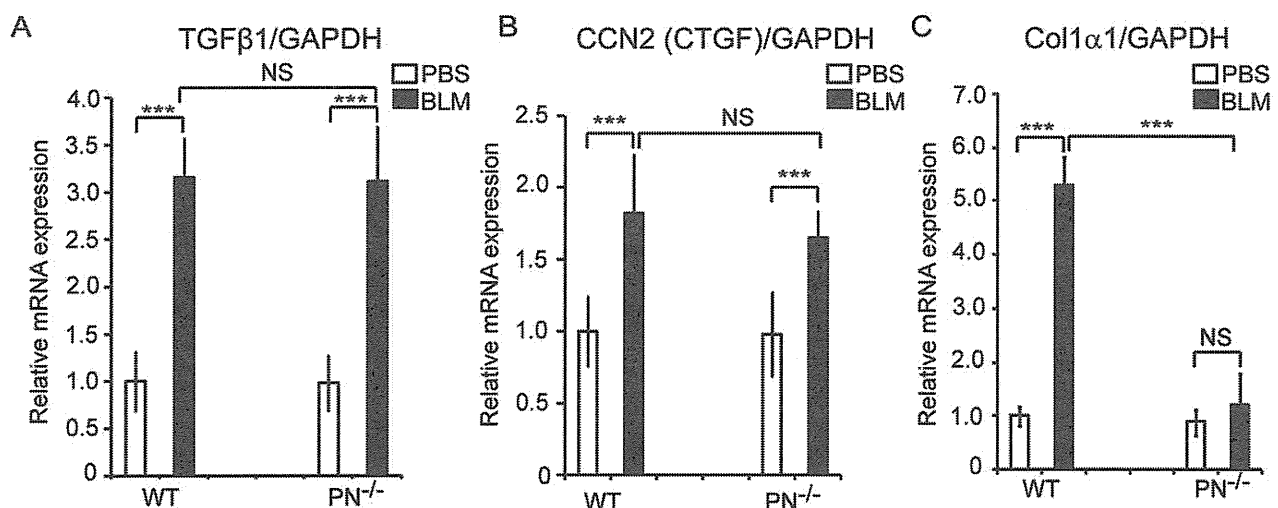 A
TGFβ1/GAPDH
NS
PBS
BLM
***
***
4.0
3.5
3.0
2.5
2.0
1.5
1.0
0.5
0
Relative mRNA expression
WT
PN-/-
B
CCN2 (CTGF)/GAPDH
PBS
BLM
***
NS
***
2.5
2.0
1.5
1.0
0.5
0
Relative mRNA expression
WT
PN-/-
C
Col1α1/GAPDH
PBS
BLM
***
***
NS
7.0
6.0
5.0
4.0
3.0
2.0
1.0
0
Relative mRNA expression
WT
PN-/-